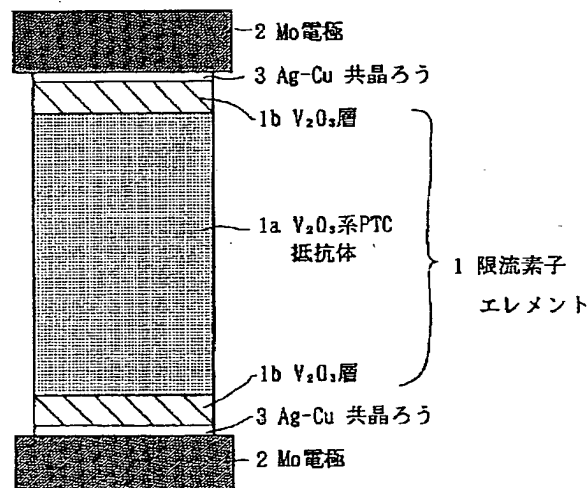 2 Mo電極
3 Ag-Cu 共晶ろう
1b V₂O₃層
1a V₂O₃系PTC
抵抗体
1 限流素子
エレメント
1b V₂O₃層
3 Ag-Cu 共晶ろう
2 Mo電極